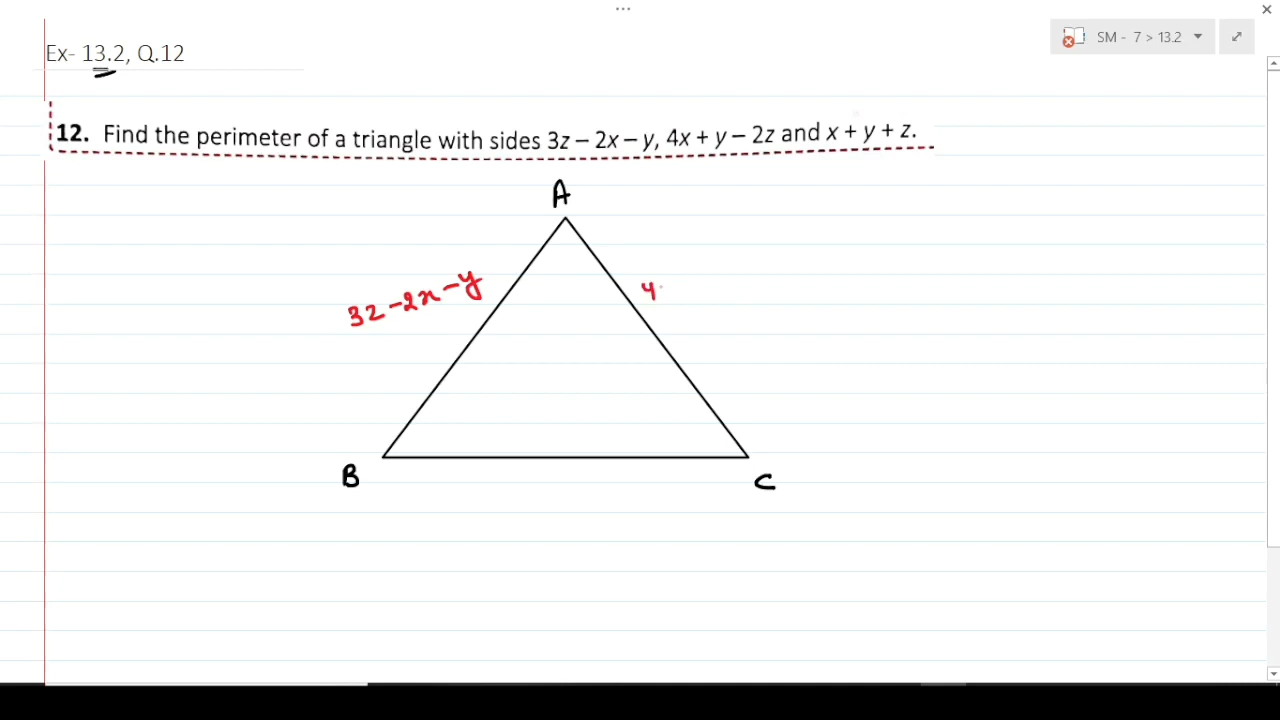 SM - 7 > 13.2
Ex- 13.2, Q.12
12. Find the perimeter of a triangle with sides 3z – 2x – y, 4x + y – 2z and x + y + z.
A
3z -2x -y
4
B
C